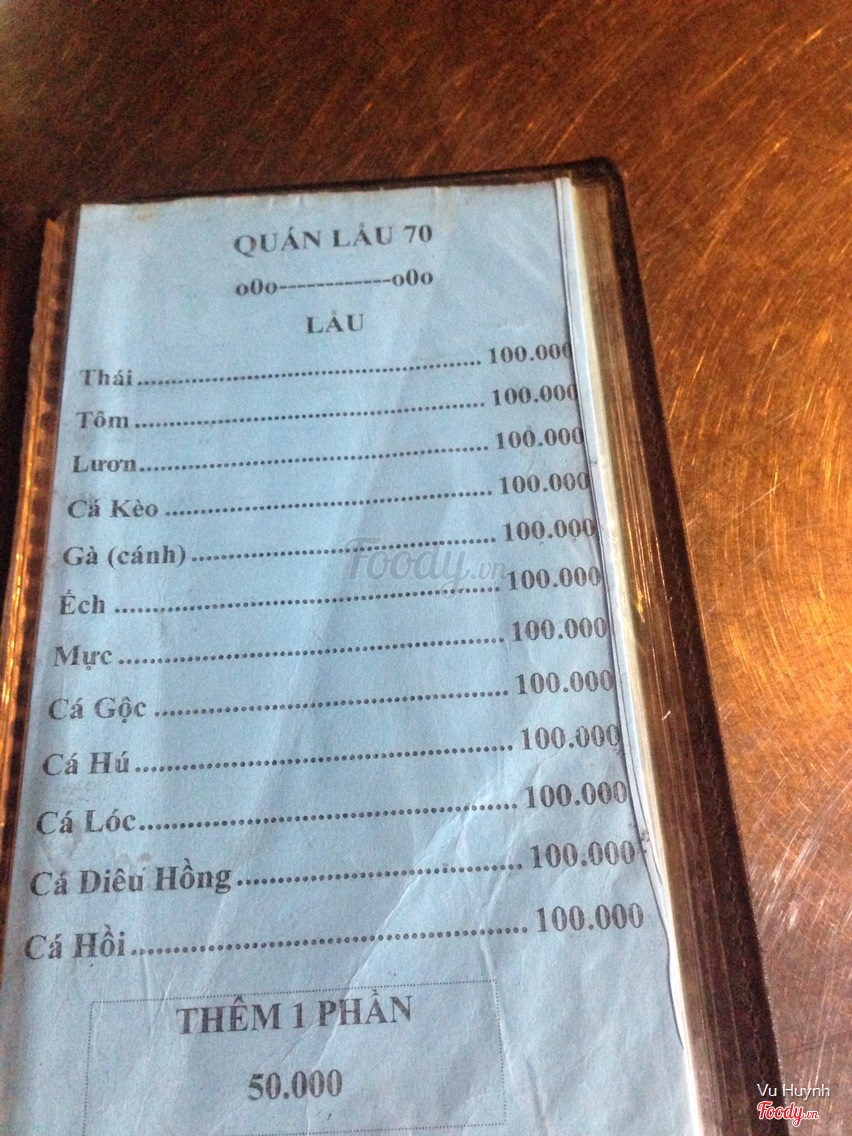 QUÁN LẨU 70
o0o------------o0o
LẨU
Thái........................................................ 100.000
Tôm ........................................................ 100.000
Lươn........................................................ 100.000
Cá Kèo ..................................................... 100.000
Gà (cánh) .................................................. 100.000
Ếch ........................................................ 100.000
Mực ........................................................ 100.000
Cá Gộc ..................................................... 100.000
Cá Hú....................................................... 100.000
Cá Lóc...................................................... 100.000
Cá Diêu Hồng................................................ 100.000
Cá Hồi...................................................... 100.000
THÊM 1 PHẦN
50.000
Foody.vn
Vu Huynh
Foody.vn